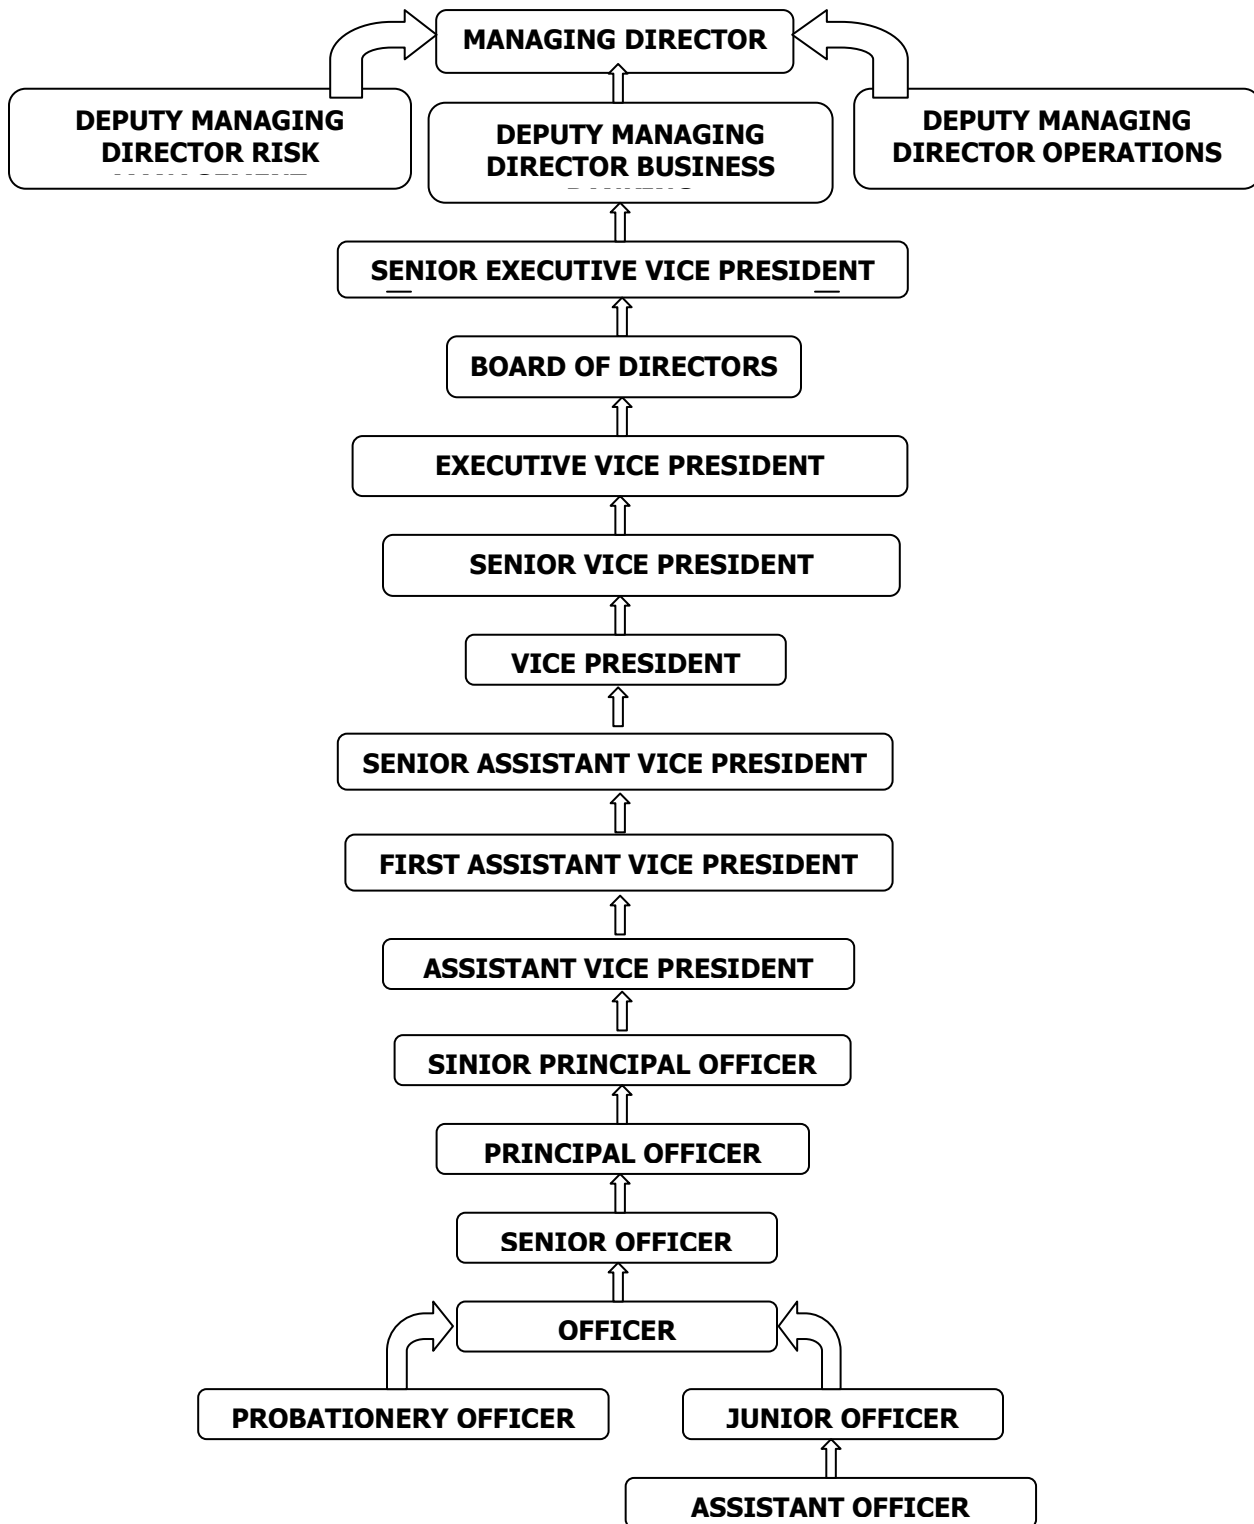 MANAGING DIRECTOR
DEPUTY MANAGING
DIRECTOR RISK
DEPUTY MANAGING
DIRECTOR BUSINESS
DEPUTY MANAGING
DIRECTOR OPERATIONS
SENIOR EXECUTIVE VICE PRESIDENT
BOARD OF DIRECTORS
EXECUTIVE VICE PRESIDENT
SENIOR VICE PRESIDENT
VICE PRESIDENT
SENIOR ASSISTANT VICE PRESIDENT
FIRST ASSISTANT VICE PRESIDENT
ASSISTANT VICE PRESIDENT
SINIOR PRINCIPAL OFFICER
PRINCIPAL OFFICER
SENIOR OFFICER
OFFICER
PROBATIONERY OFFICER
JUNIOR OFFICER
ASSISTANT OFFICER